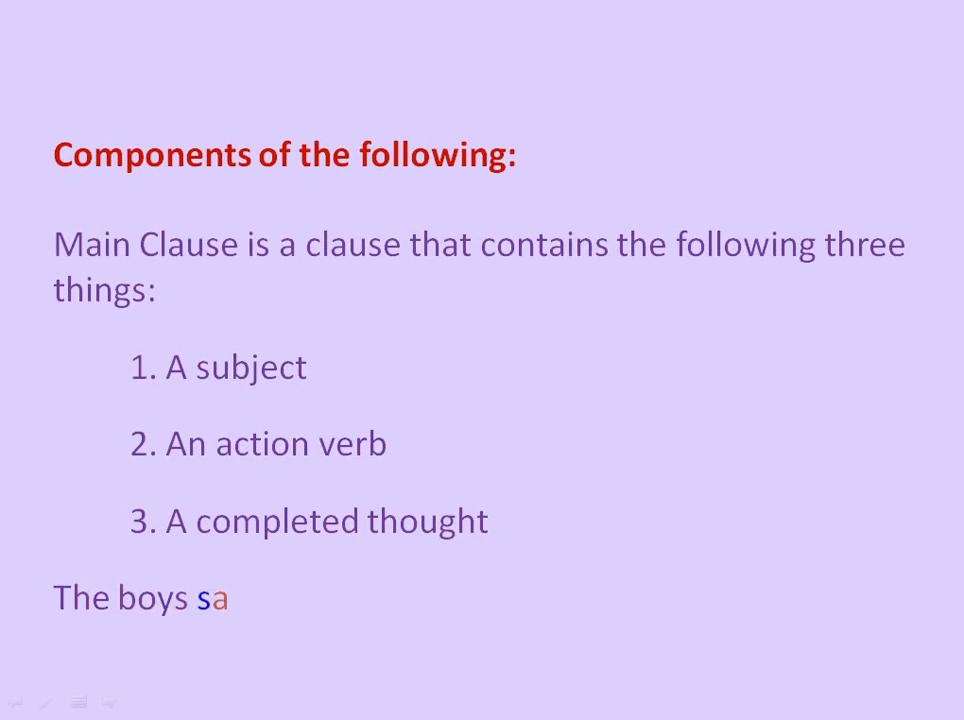 Components of the following:
Main Clause is a clause that contains the following three
things:
1. A subject
2. An action verb
3. A completed thought
The boys sa